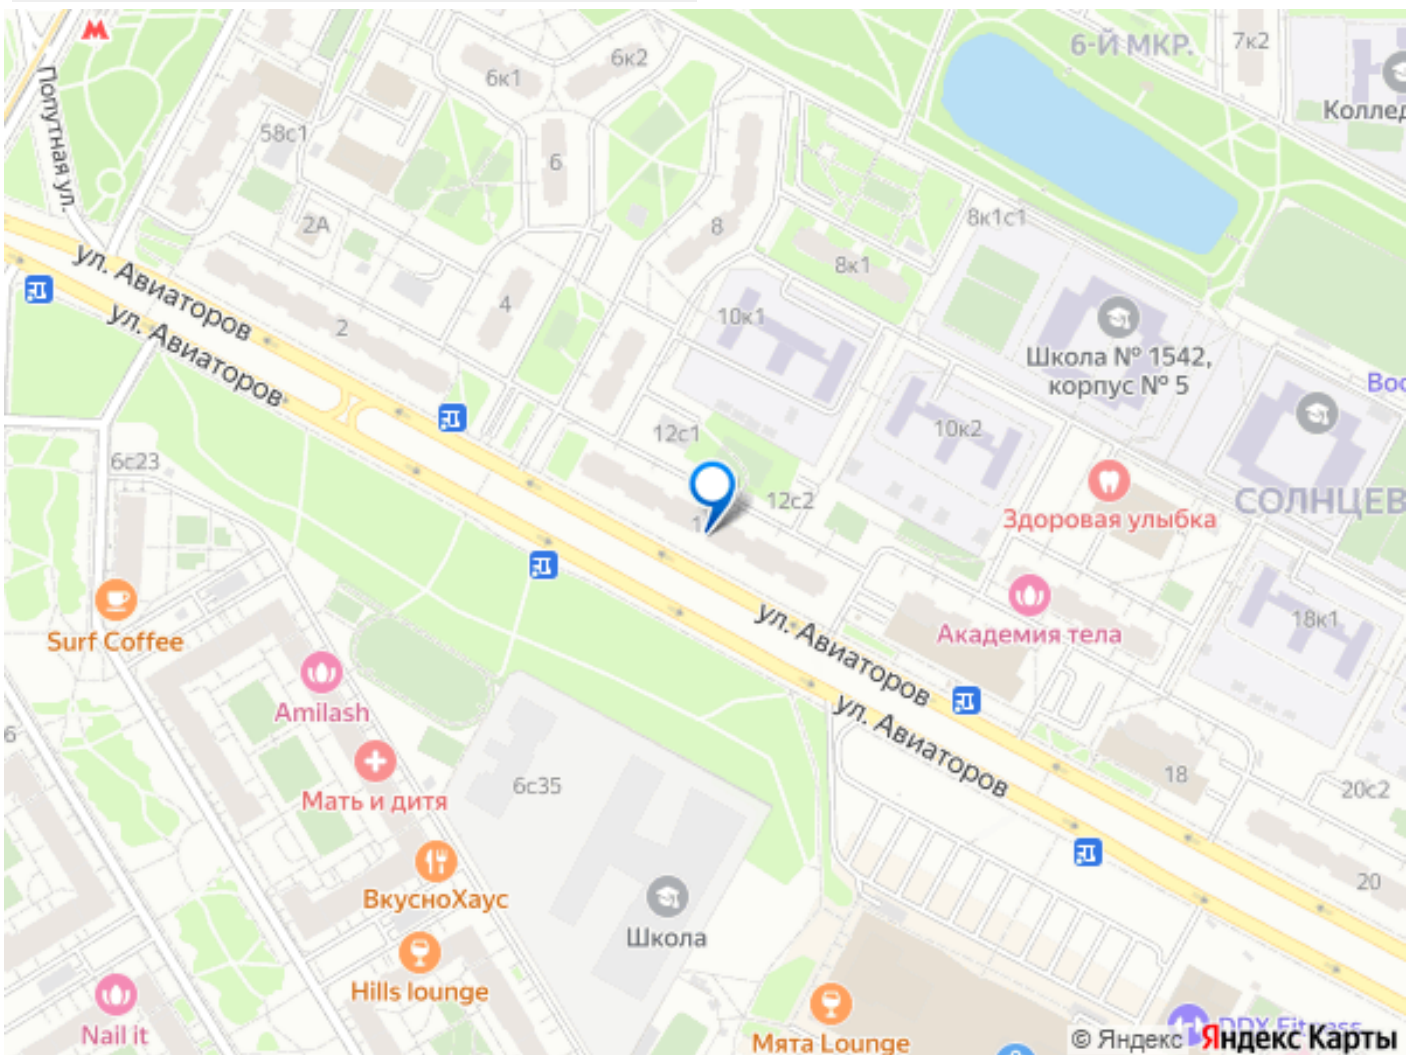 6-Й МКР.
7к2
6к2
6к1
Попутная ул.
58с1
6
2А
8
8к1с1
8к1
ул. Авиаторов
ул. Авиаторов
4
2
10к1
Школа № 1542,
корпус № 5
12с1
10к2
6с23
12с2
СОЛНЦЕВ
Здоровая улыбка
Surf Coffee
Академия тела
18к1
ул. Авиаторов
ул. Авиаторов
Amilash
6
6с35
18
20с2
Мать и дитя
20
ВкусноХаус
Школа
Hills lounge
Nail it
Мята Lounge
DDX Fitness
© Яндекс Яндекс Карты